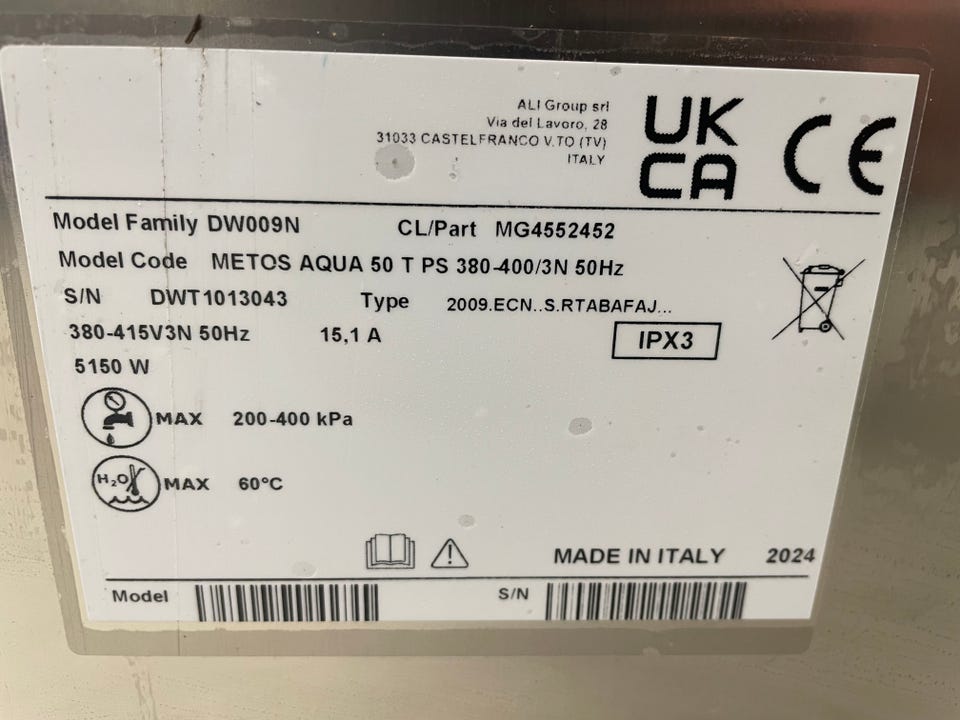 ALI Group srl
Via del Lavoro, 28
31033 CASTELFRANCO V.TO (TV)
ITALY
UK
CA
CE
Model Family DW009N CL/Part MG4552452
Model Code METOS AQUA 50 T PS 380-400/3N 50Hz
S/N DWT1013043 Type 2009.ECN..S.RTABAFAJ...
380-415V3N 50Hz 15,1 A IPX3
5150 W
MAX 200-400 kPa
H₂O MAX 60°C
MADE IN ITALY 2024
Model S/N